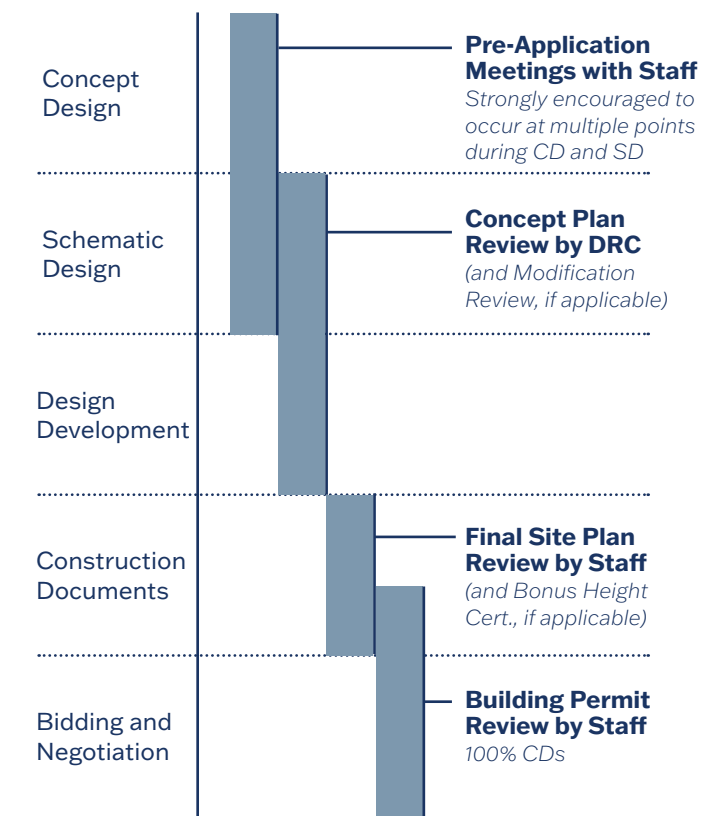 Concept
Design
Pre-Application
Meetings with Staff
Strongly encouraged to
occur at multiple points
during CD and SD
Schematic
Design
Concept Plan
Review by DRC
(and Modification
Review, if applicable)
Design
Development
Construction
Documents
Final Site Plan
Review by Staff
(and Bonus Height
Cert., if applicable)
Bidding and
Negotiation
Building Permit
Review by Staff
100% CDs